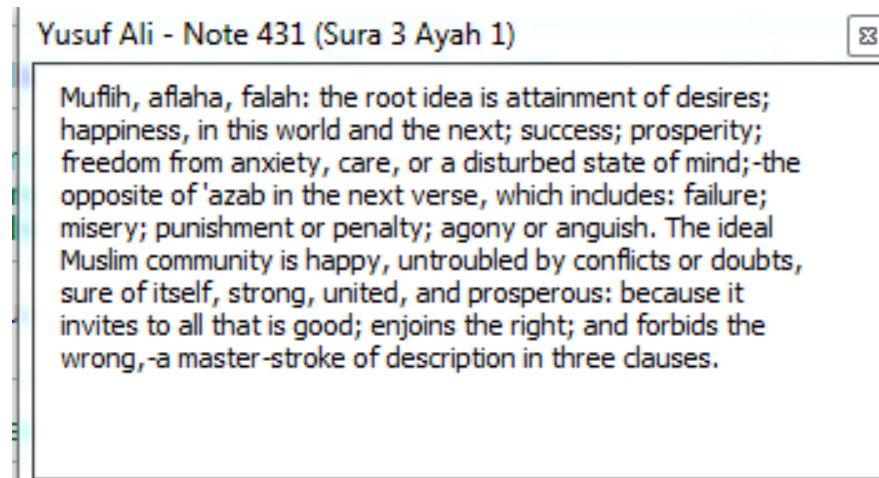 Yusuf Ali - Note 431 (Sura 3 Ayah 1)
Muflih, aflaha, falah: the root idea is attainment of desires;
happiness, in this world and the next; success; prosperity;
freedom from anxiety, care, or a disturbed state of mind;-the
opposite of 'azab in the next verse, which includes: failure;
misery; punishment or penalty; agony or anguish. The ideal
Muslim community is happy, untroubled by conflicts or doubts,
sure of itself, strong, united, and prosperous: because it
invites to all that is good; enjoins the right; and forbids the
wrong,-a master-stroke of description in three clauses.